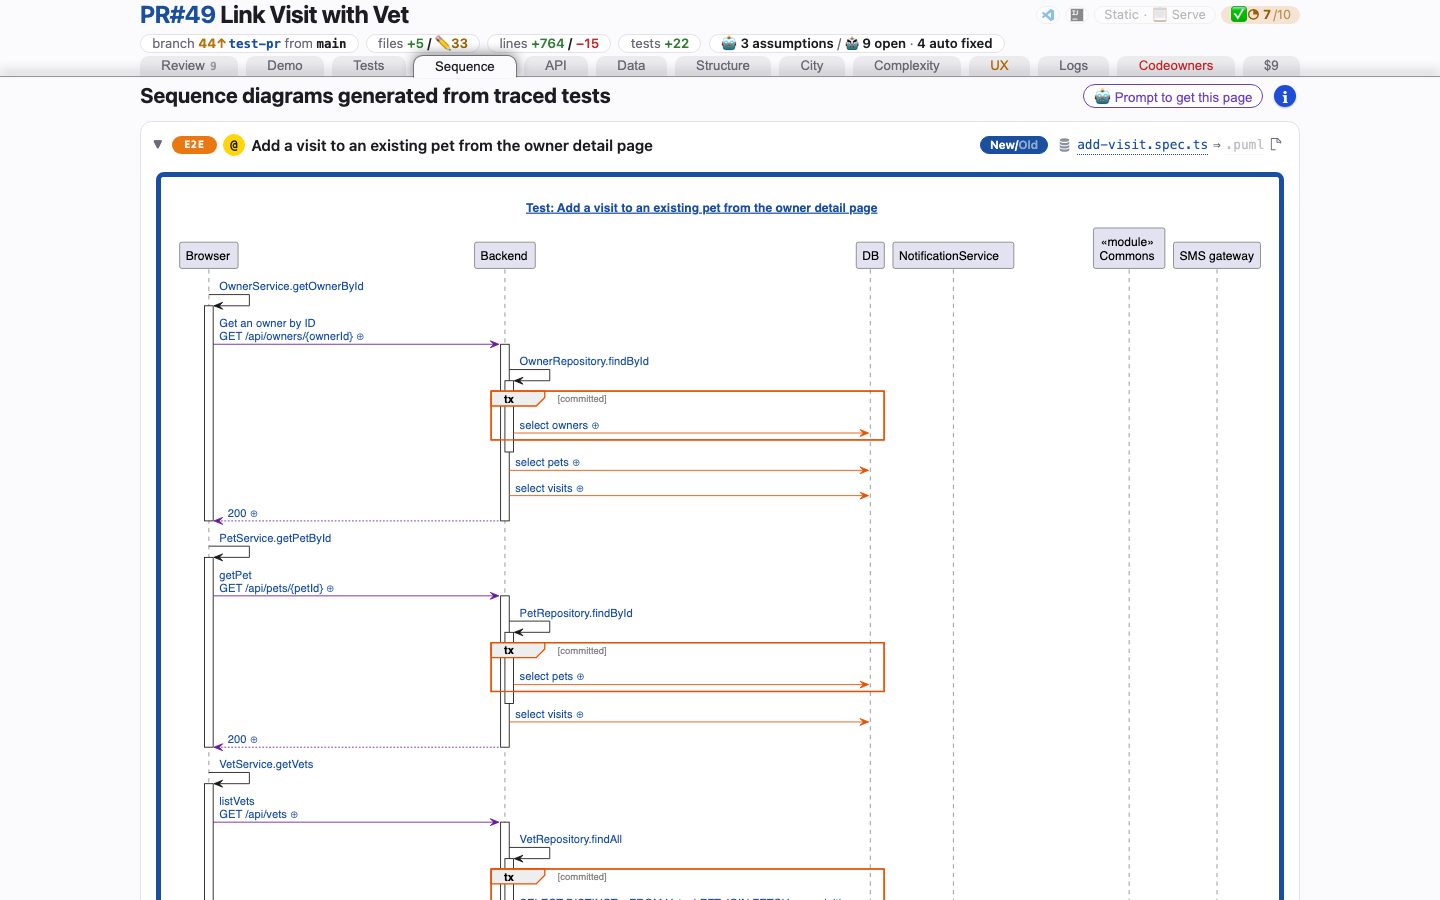 PR#49 Link Visit with Vet
Static · Serve
7/10
branch 44↑ test-pr from main
files +5 / 33
lines +764 / −15
tests +22
3 assumptions / 9 open · 4 auto fixed
Review 9
Demo
Tests
Sequence
API
Data
Structure
City
Complexity
UX
Logs
Codeowners
$9
Sequence diagrams generated from traced tests
Prompt to get this page
i
▼ E2E @ Add a visit to an existing pet from the owner detail page
New/Old
add-visit.spec.ts ⇒ .puml
Test: Add a visit to an existing pet from the owner detail page
Browser
Backend
DB
NotificationService
«module»
Commons
SMS gateway
OwnerService.getOwnerById
Get an owner by ID
GET /api/owners/{ownerId} ⊕
OwnerRepository.findById
tx [committed]
select owners ⊕
select pets ⊕
select visits ⊕
200 ⊕
PetService.getPetById
getPet
GET /api/pets/{petId} ⊕
PetRepository.findById
tx [committed]
select pets ⊕
select visits ⊕
200 ⊕
VetService.getVets
listVets
GET /api/vets ⊕
VetRepository.findAll
tx [committed]